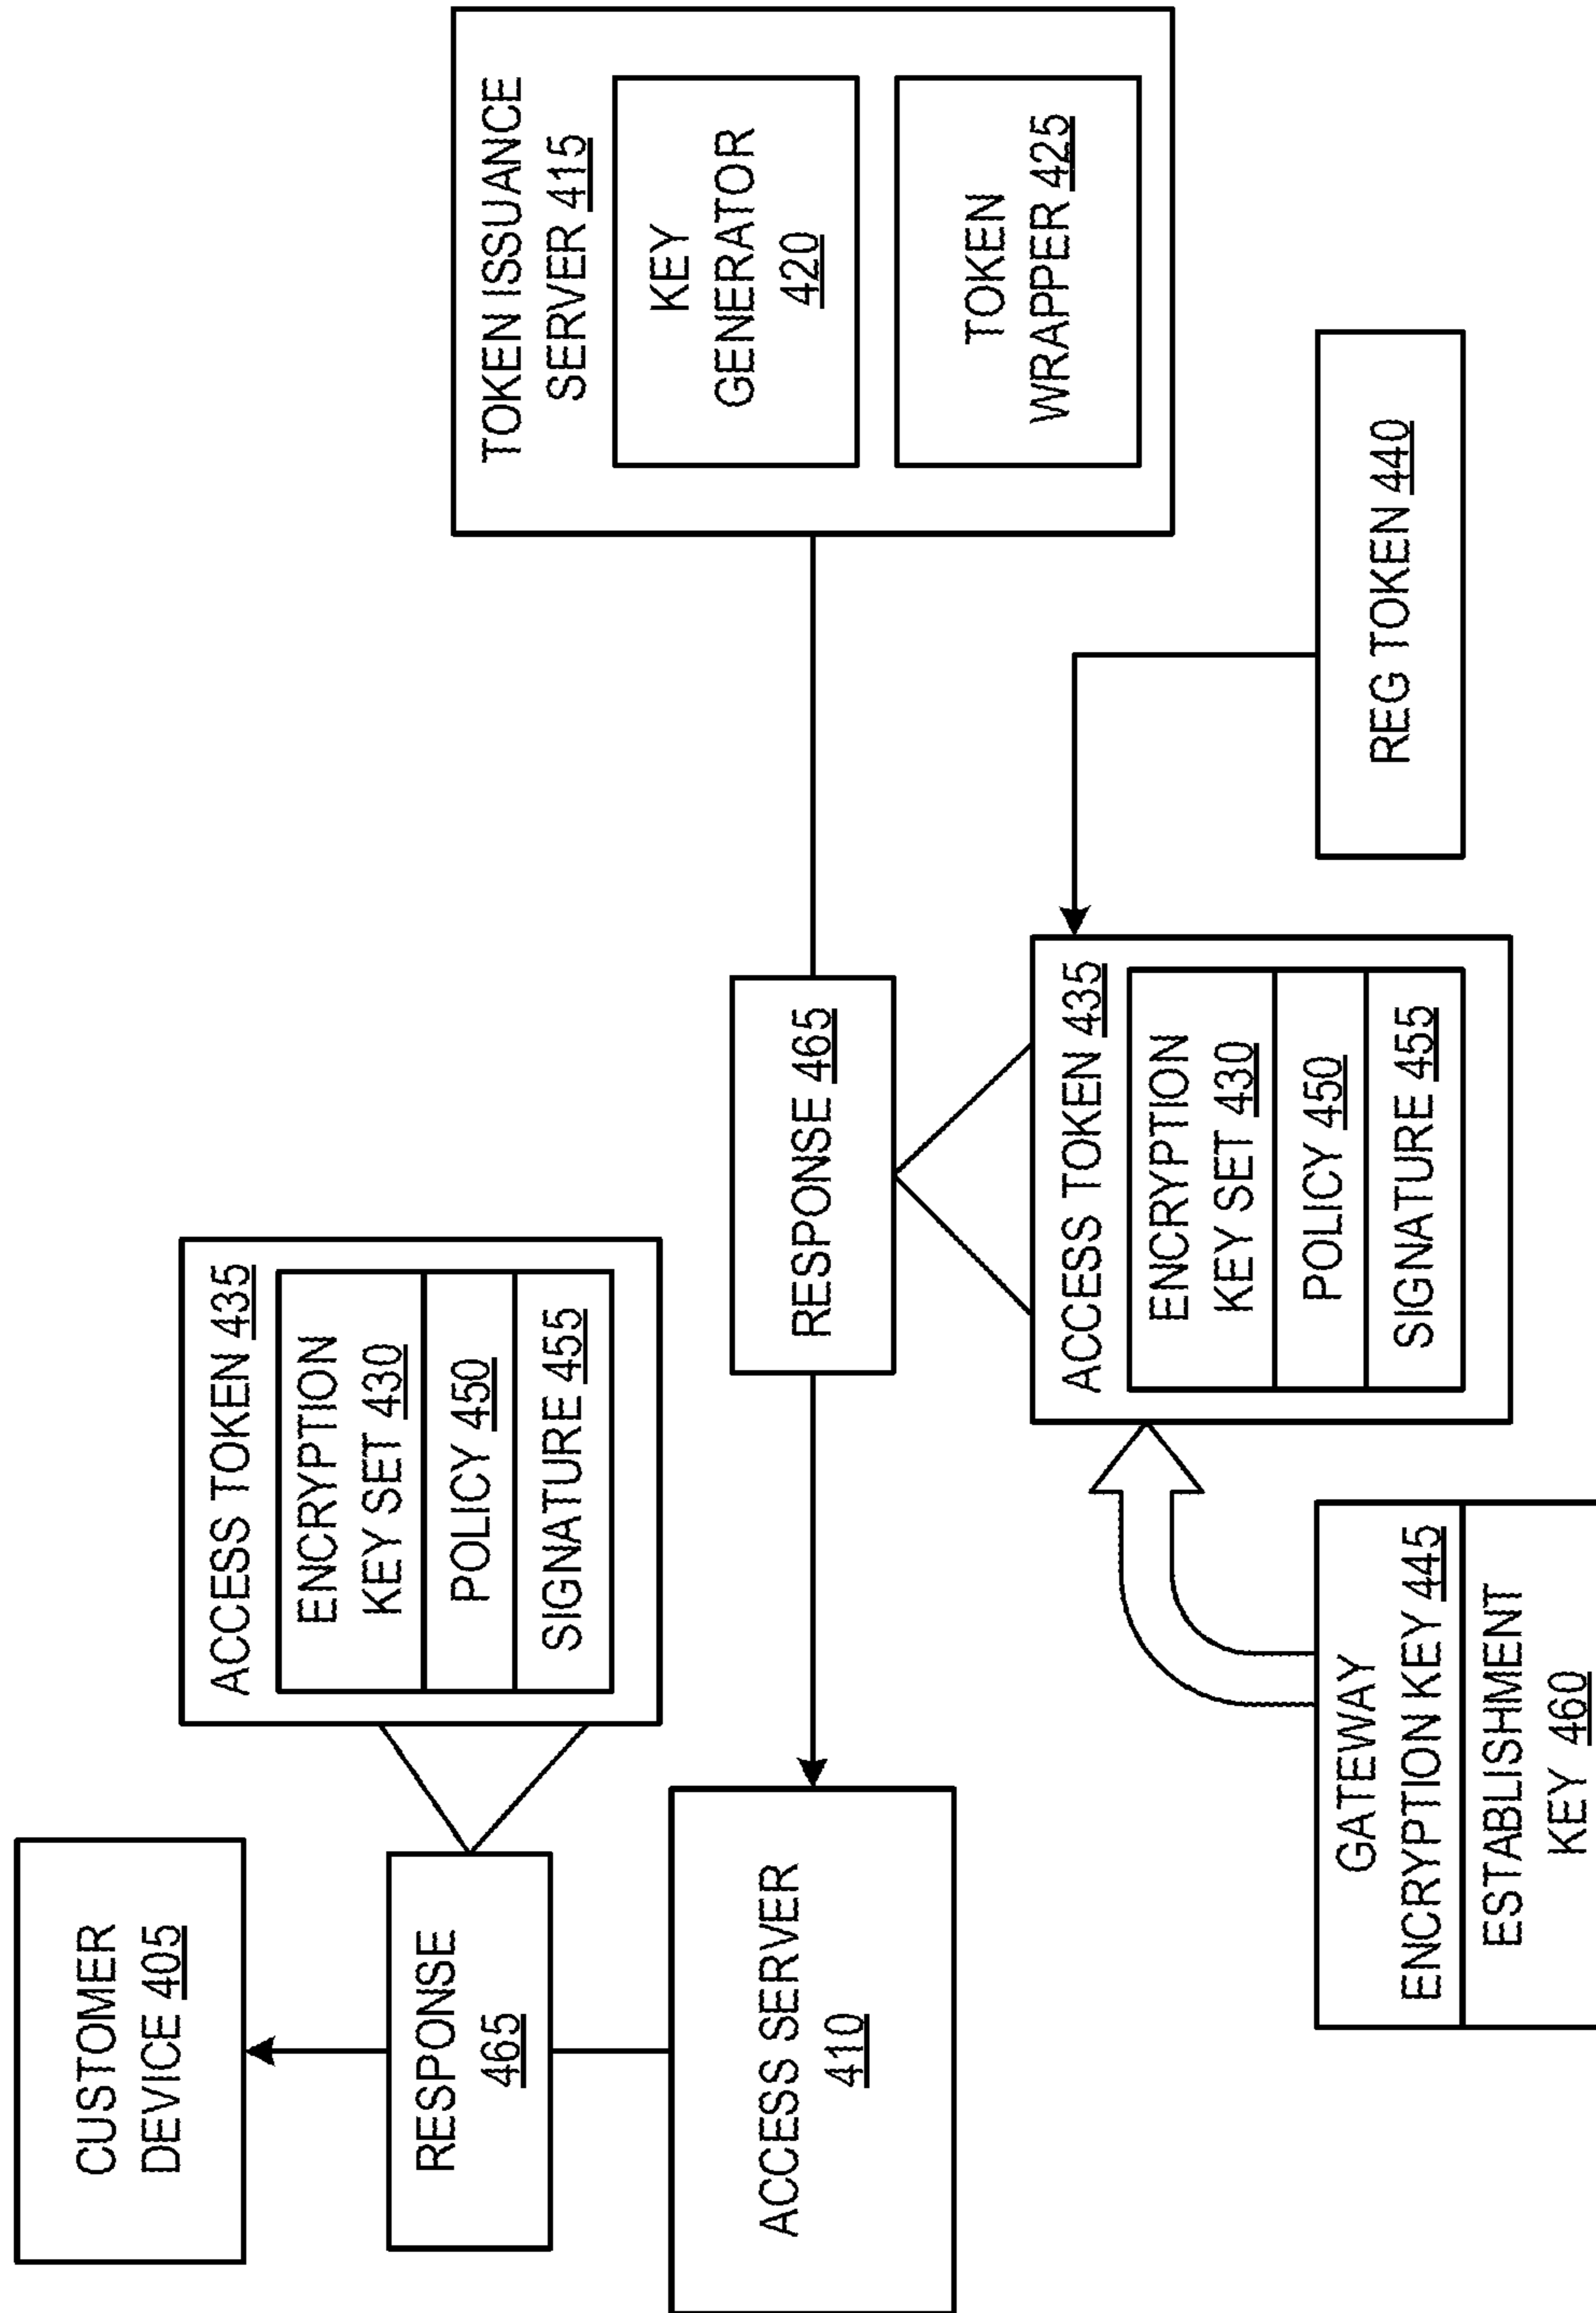 CUSTOMER
DEVICE 405
RESPONSE
465
ACCESS SERVER
410
ACCESS TOKEN 435
ENCRYPTION
KEY SET 430
POLICY 450
SIGNATURE 455
RESPONSE 465
TOKEN ISSUANCE
SERVER 415
KEY
GENERATOR
420
TOKEN
WRAPPER 425
ACCESS TOKEN 435
ENCRYPTION
KEY SET 430
POLICY 450
SIGNATURE 455
GATEWAY
ENCRYPTION KEY 445
ESTABLISHMENT
KEY 460
REG TOKEN 440